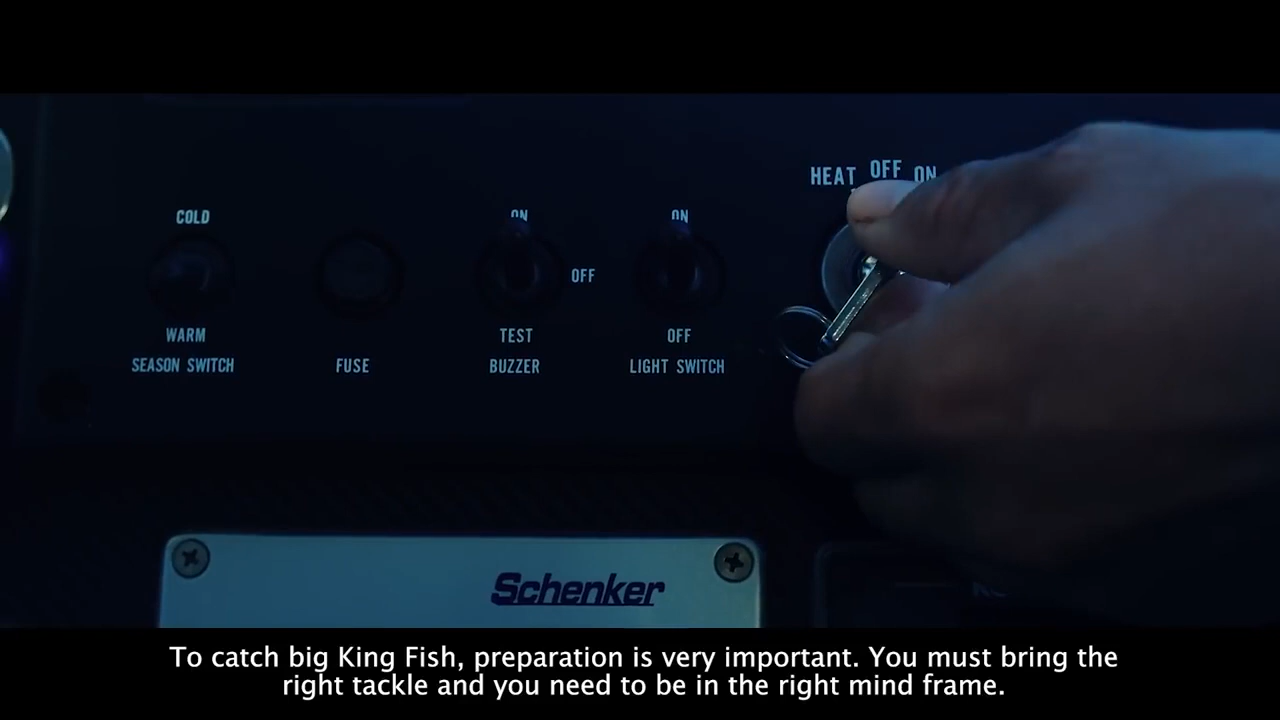 HEAT OFF ON
COLD
ON
ON
OFF
WARM
TEST
OFF
SEASON SWITCH
FUSE
BUZZER
LIGHT SWITCH
Schenker
To catch big King Fish, preparation is very important. You must bring the
right tackle and you need to be in the right mind frame.